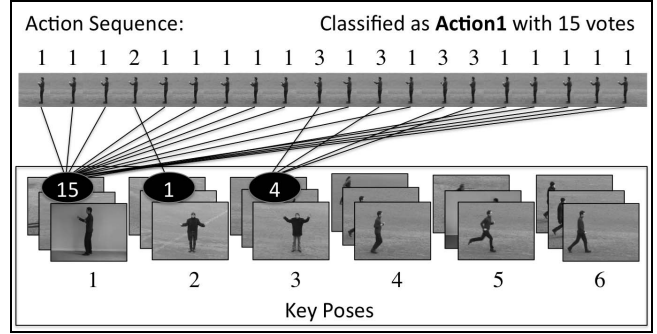 Action Sequence: Classified as Action1 with 15 votes
1 1 1 2 1 1 1 1 1 3 1 3 1 3 3 1 1 1 1 1
15 1 4
1 2 3 4 5 6
Key Poses